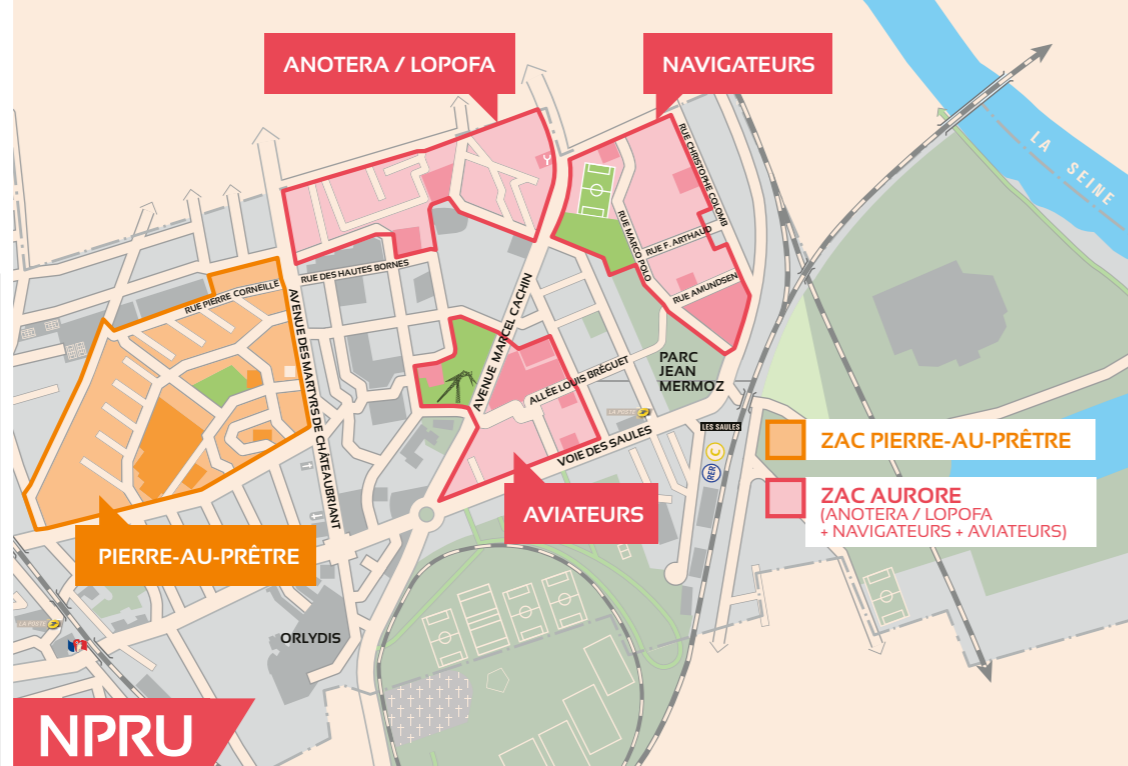 ANOTERA / LOPOFA
NAVIGATEURS
LA SEINE
RUE CHRISTOPHE COLOMB
RUE MARCO POLO
RUE F. ARTHAUD
RUE AMUNDSEN
RUE DES HAUTES BORNES
RUE PIERRE CORNEILLE
AVENUE DES MARTYRS DE CHÂTEAUBRIANT
AVENUE MARCEL CACHIN
ALLÉE LOUIS BRÉGUET
PARC
JEAN
MERMOZ
LA POSTE
VOIE DES SAULES
LES SAULES
C
RER
ZAC PIERRE-AU-PRÊTRE
ZAC AURORE
(ANOTERA / LOPOFA
+ NAVIGATEURS + AVIATEURS)
AVIATEURS
PIERRE-AU-PRÊTRE
LA POSTE
ORLYDIS
NPRU